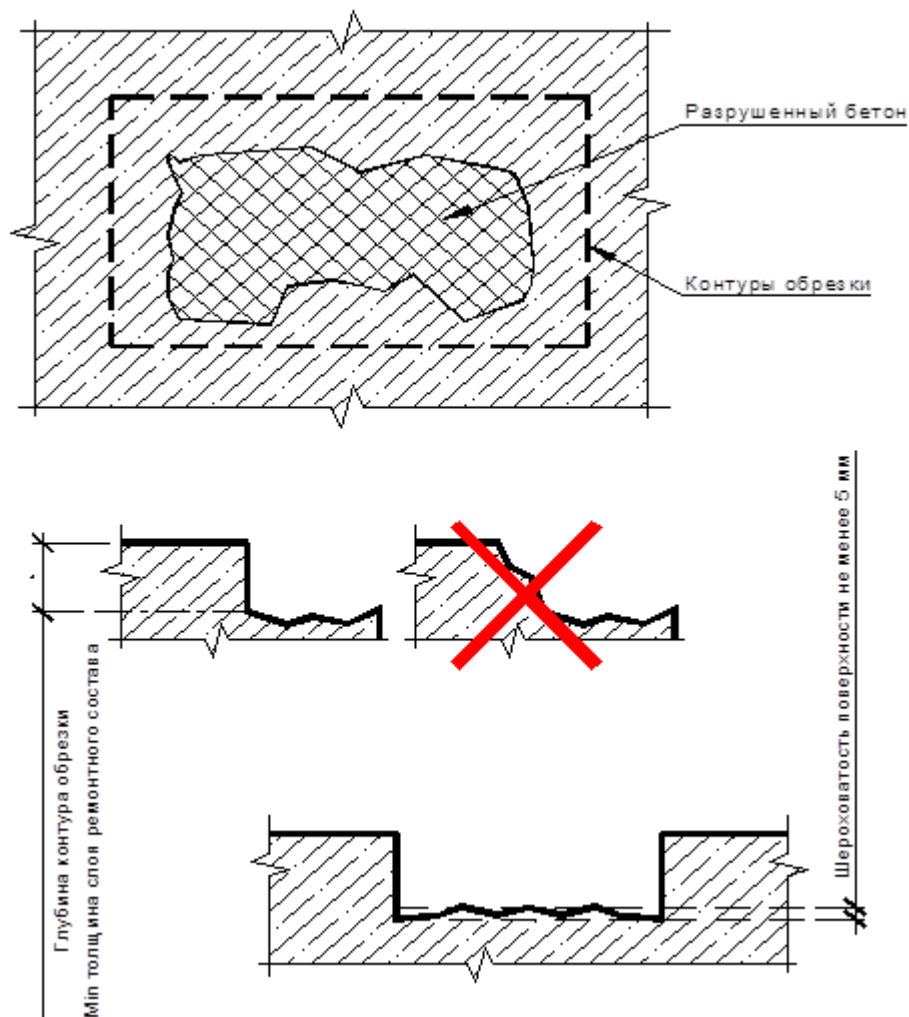 Разрушенный бетон
Контуры обрезки
Глубина контура обрезки
Min толщина слоя ремонтного состава
Шероховатость поверхности не менее 5 мм